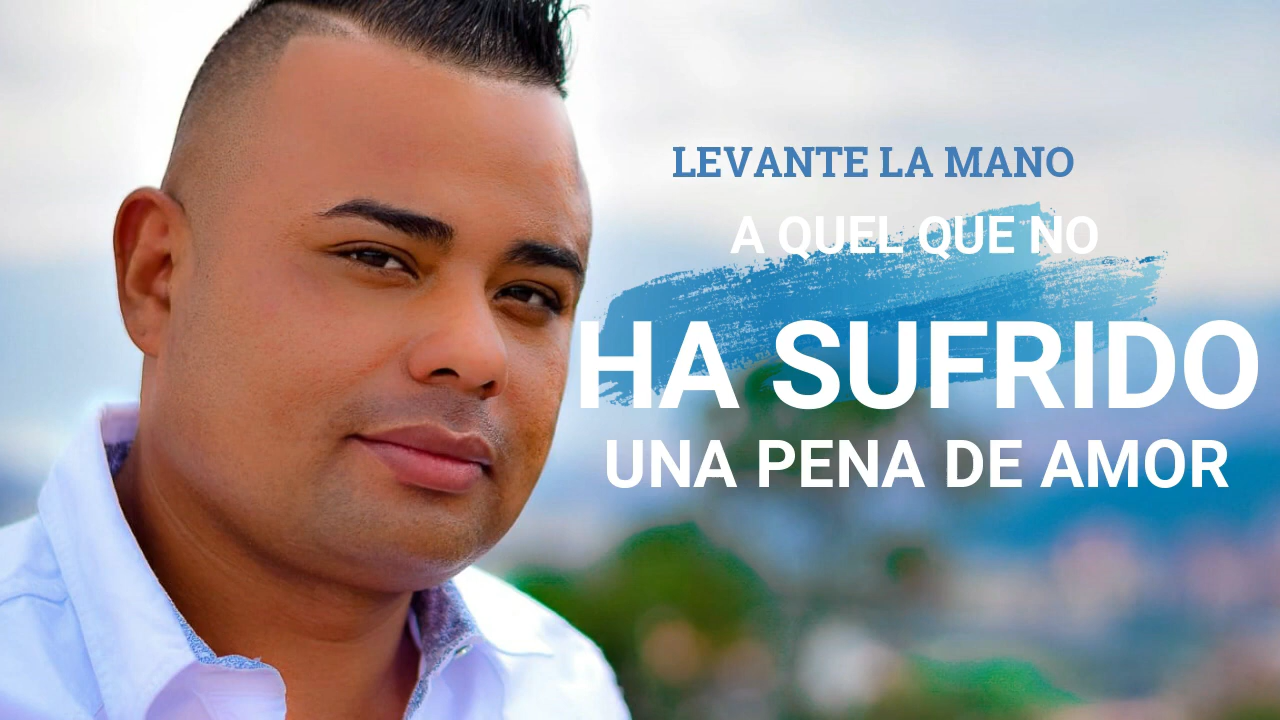 LEVANTE LA MANO
A QUEL QUE NO
HA SUFRIDO
UNA PENA DE AMOR